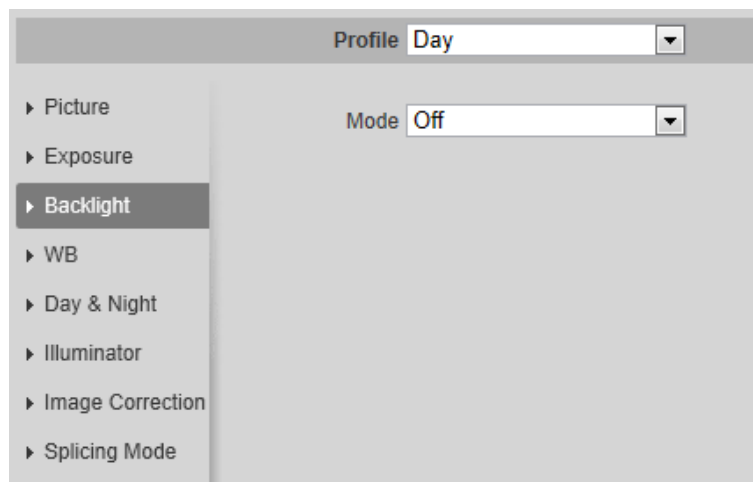 Profile Day
Picture
Mode Off
Exposure
Backlight
WB
Day & Night
Illuminator
Image Correction
Splicing Mode